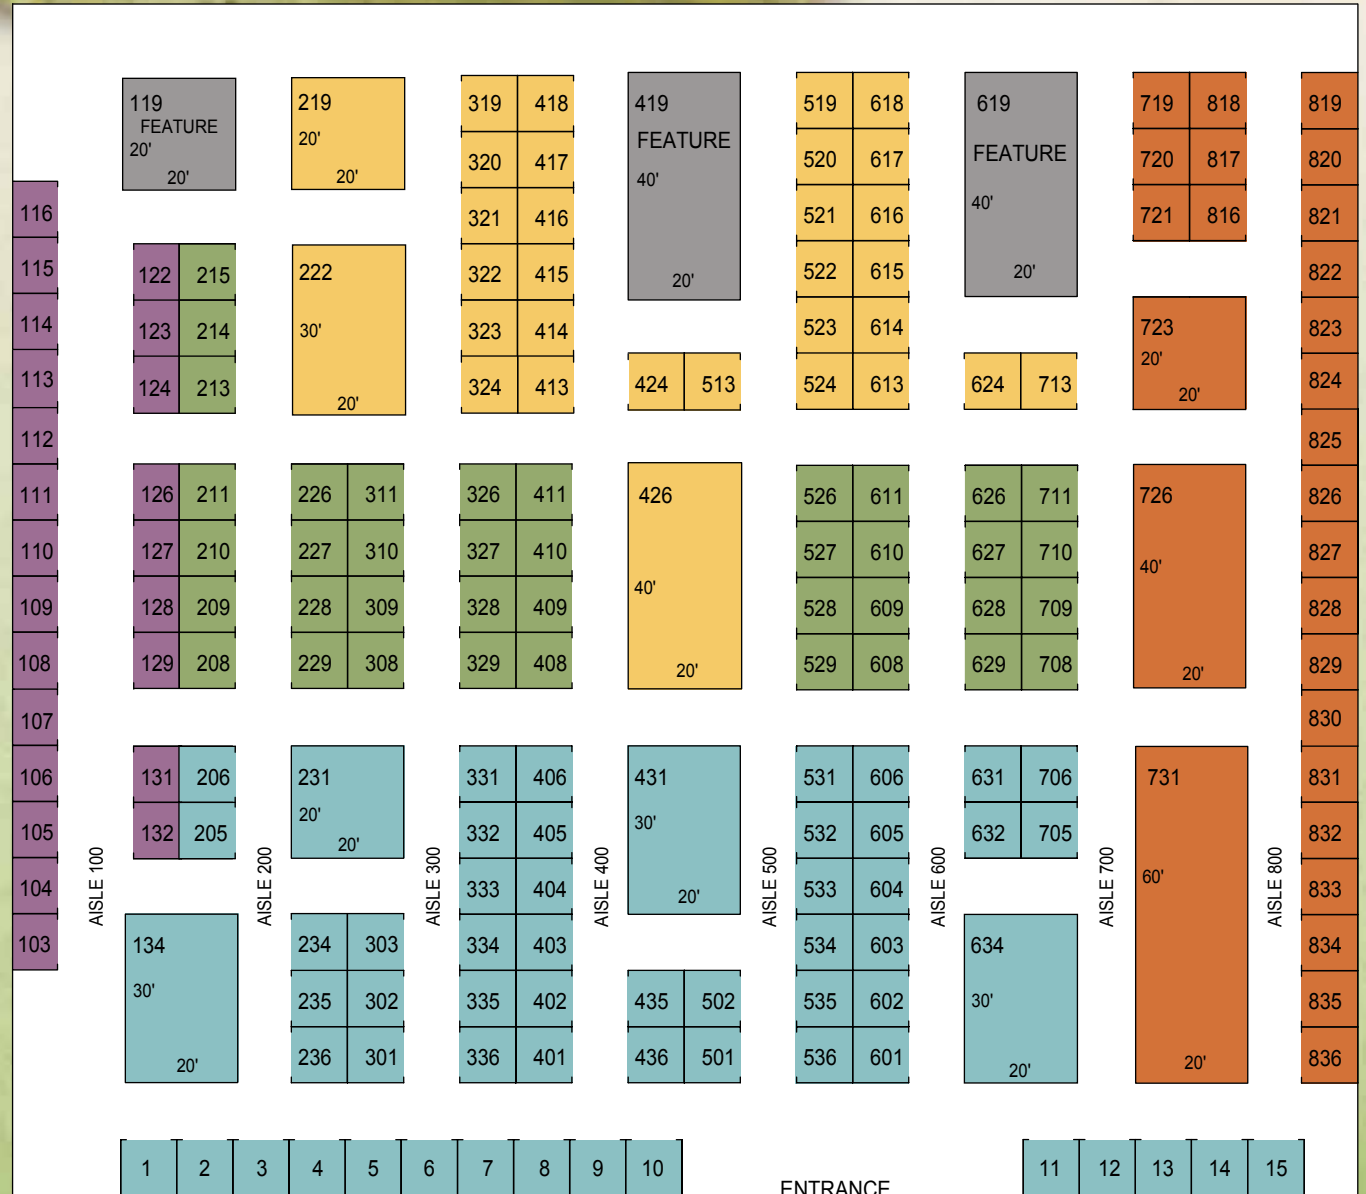 119 219 319 418 419 519 618 619 719 818 819
FEATURE
20' 20' FEATURE FEATURE
20' 20' 320 417 40' 520 617 720 817 820
116 321 416 521 616 40' 721 816 821
115 122 215 222 322 415 20' 522 615 20' 822
114 123 214 30' 323 414 523 614 723 823
20'
113 124 213 20' 324 413 424 513 524 613 624 713 20' 824
112 825
111 126 211 226 311 326 411 426 526 611 626 711 726 826
110 127 210 227 310 327 410 527 610 627 710 40' 827
109 128 209 228 309 328 409 40' 528 609 628 709 828
108 129 208 229 308 329 408 20' 529 608 629 708 20' 829
107 830
106 131 206 231 331 406 431 531 606 631 706 731 831
105 132 205 20' 20' 332 405 30' 532 605 632 705 832
104 333 404 20' 533 604 60' 833
AISLE 100 AISLE 200 AISLE 300 AISLE 400 AISLE 500 AISLE 600 AISLE 700 AISLE 800
103 134 234 303 334 403 534 603 634 834
30' 235 302 335 402 435 502 535 602 30' 835
20' 236 301 336 401 436 501 536 601 20' 20' 836
1 2 3 4 5 6 7 8 9 10 11 12 13 14 15
ENTRANCE